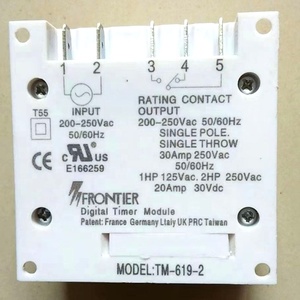 1 2 3 4 5
T55
INPUT
200-250Vac
50/60Hz
RATING CONTACT
OUTPUT
200-250Vac 50/60Hz
SINGLE POLE.
SINGLE THROW
30Amp 250Vac
50/60Hz
1HP 125Vac. 2HP 250Vac
20Amp 30Vdc
c RU US
E166259
CE
FRONTIER
Digital Timer Module
Patent: France Germany Ltaly UK PRC Taiwan
MODEL:TM-619-2